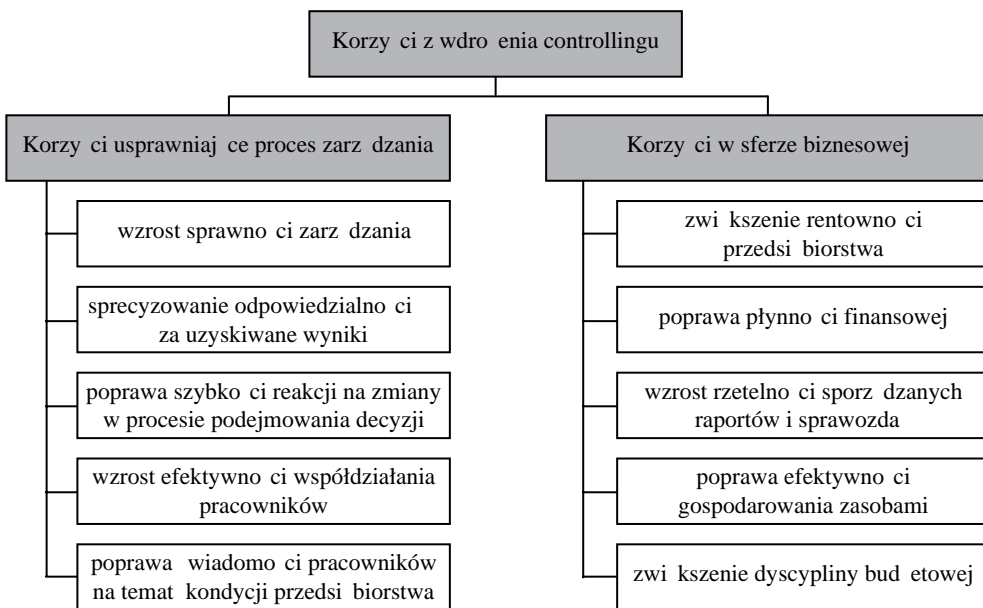 Korzy ci z wdro enia controllingu
Korzy ci usprawniaj ce proces zarz dzania
wzrost sprawno ci zarz dzania
sprecyzowanie odpowiedzialno ci
za uzyskiwane wyniki
poprawa szybko ci reakcji na zmiany
w procesie podejmowania decyzji
wzrost efektywno ci współdziałania
pracowników
poprawa wiadomo ci pracowników
na temat kondycji przedsi biorstwa
Korzy ci w sferze biznesowej
zwi kszenie rentowno ci
przedsi biorstwa
poprawa płynno ci finansowej
wzrost rzetelno ci sporz dzanych
raportów i sprawozda
poprawa efektywno ci
gospodarowania zasobami
zwi kszenie dyscypliny bud etowej